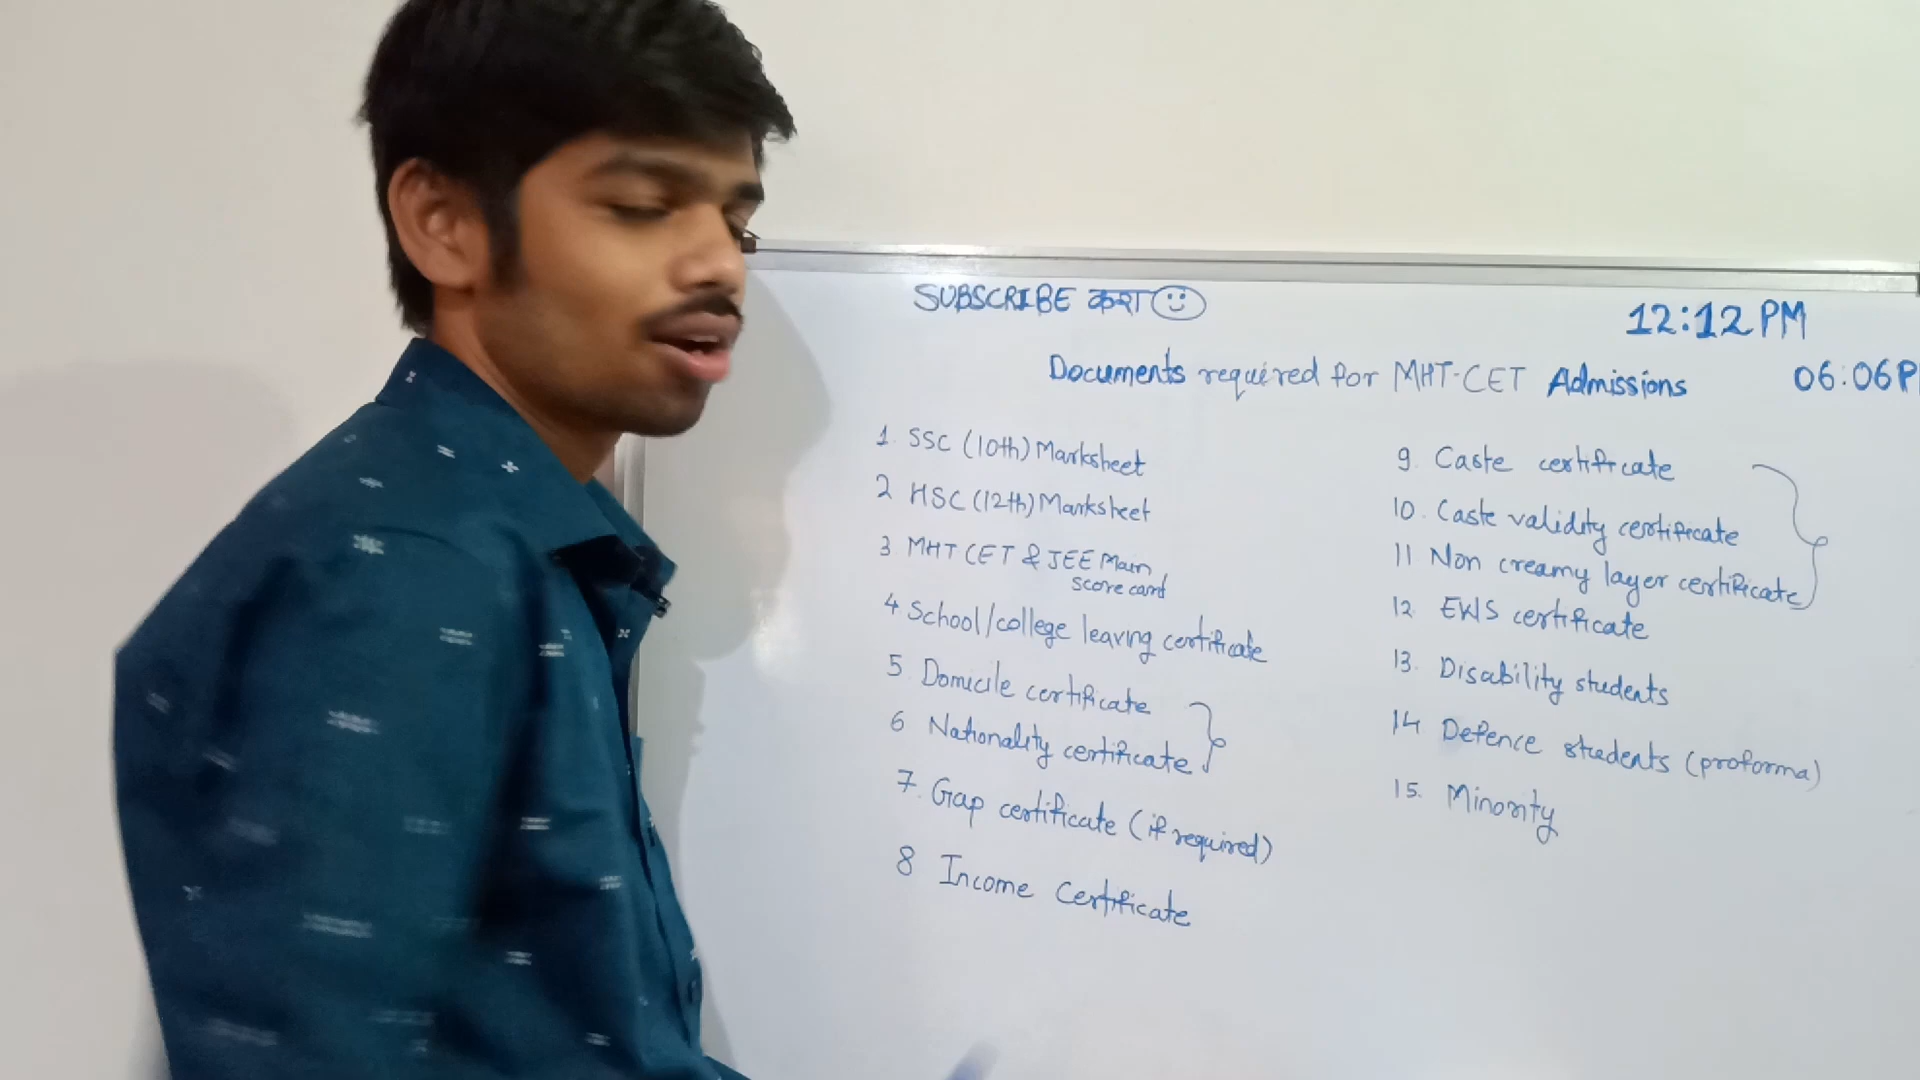 SUBSCRIBE करा
12:12PM
Documents required for MHT-CET Admissions
06:06P
1. SSC (10th) Marksheet
2 HSC (12th) Marksheet
3 MHT CET & JEE Main
score card
4 School/college leaving certificate
5. Domicile certificate
6 Nationality certificate
7. Gap certificate (if required)
8 Income Certificate
9. Caste certificate
10. Caste validity certificate
11 Non creamy layer certificate
12 EWS certificate
13. Disability students
14 Defence students (proforma)
15. Minority